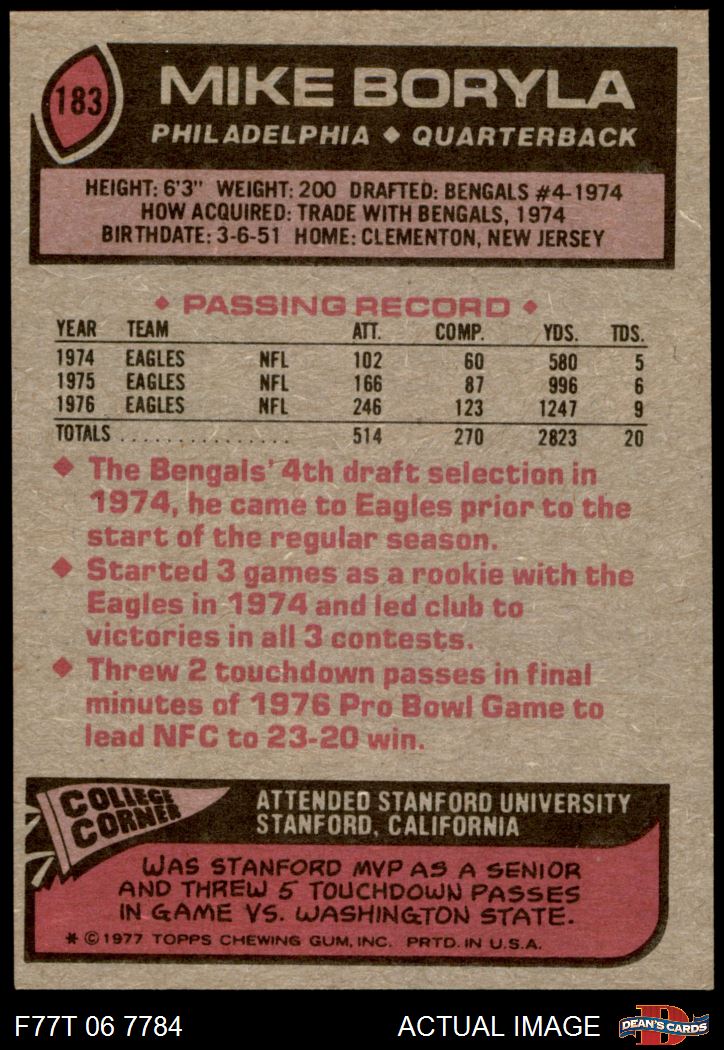 183
MIKE BORYLA
PHILADELPHIA ◆ QUARTERBACK
HEIGHT: 6'3" WEIGHT: 200 DRAFTED: BENGALS #4-1974
HOW ACQUIRED: TRADE WITH BENGALS, 1974
BIRTHDATE: 3-6-51 HOME: CLEMENTON, NEW JERSEY
◆ PASSING RECORD ◆
YEAR TEAM ATT. COMP. YDS. TDS.
1974 EAGLES NFL 102 60 580 5
1975 EAGLES NFL 166 87 996 6
1976 EAGLES NFL 246 123 1247 9
TOTALS ................ 514 270 2823 20
◆ The Bengals' 4th draft selection in
1974, he came to Eagles prior to the
start of the regular season.
◆ Started 3 games as a rookie with the
Eagles in 1974 and led club to
victories in all 3 contests.
◆ Threw 2 touchdown passes in final
minutes of 1976 Pro Bowl Game to
lead NFC to 23-20 win.
COLLEGE
CORNER
ATTENDED STANFORD UNIVERSITY
STANFORD, CALIFORNIA
WAS STANFORD MVP AS A SENIOR
AND THREW 5 TOUCHDOWN PASSES
IN GAME VS. WASHINGTON STATE.
* © 1977 TOPPS CHEWING GUM, INC. PRTD. IN U.S.A.
F77T 06 7784 ACTUAL IMAGE
D
DEAN'S CARDS